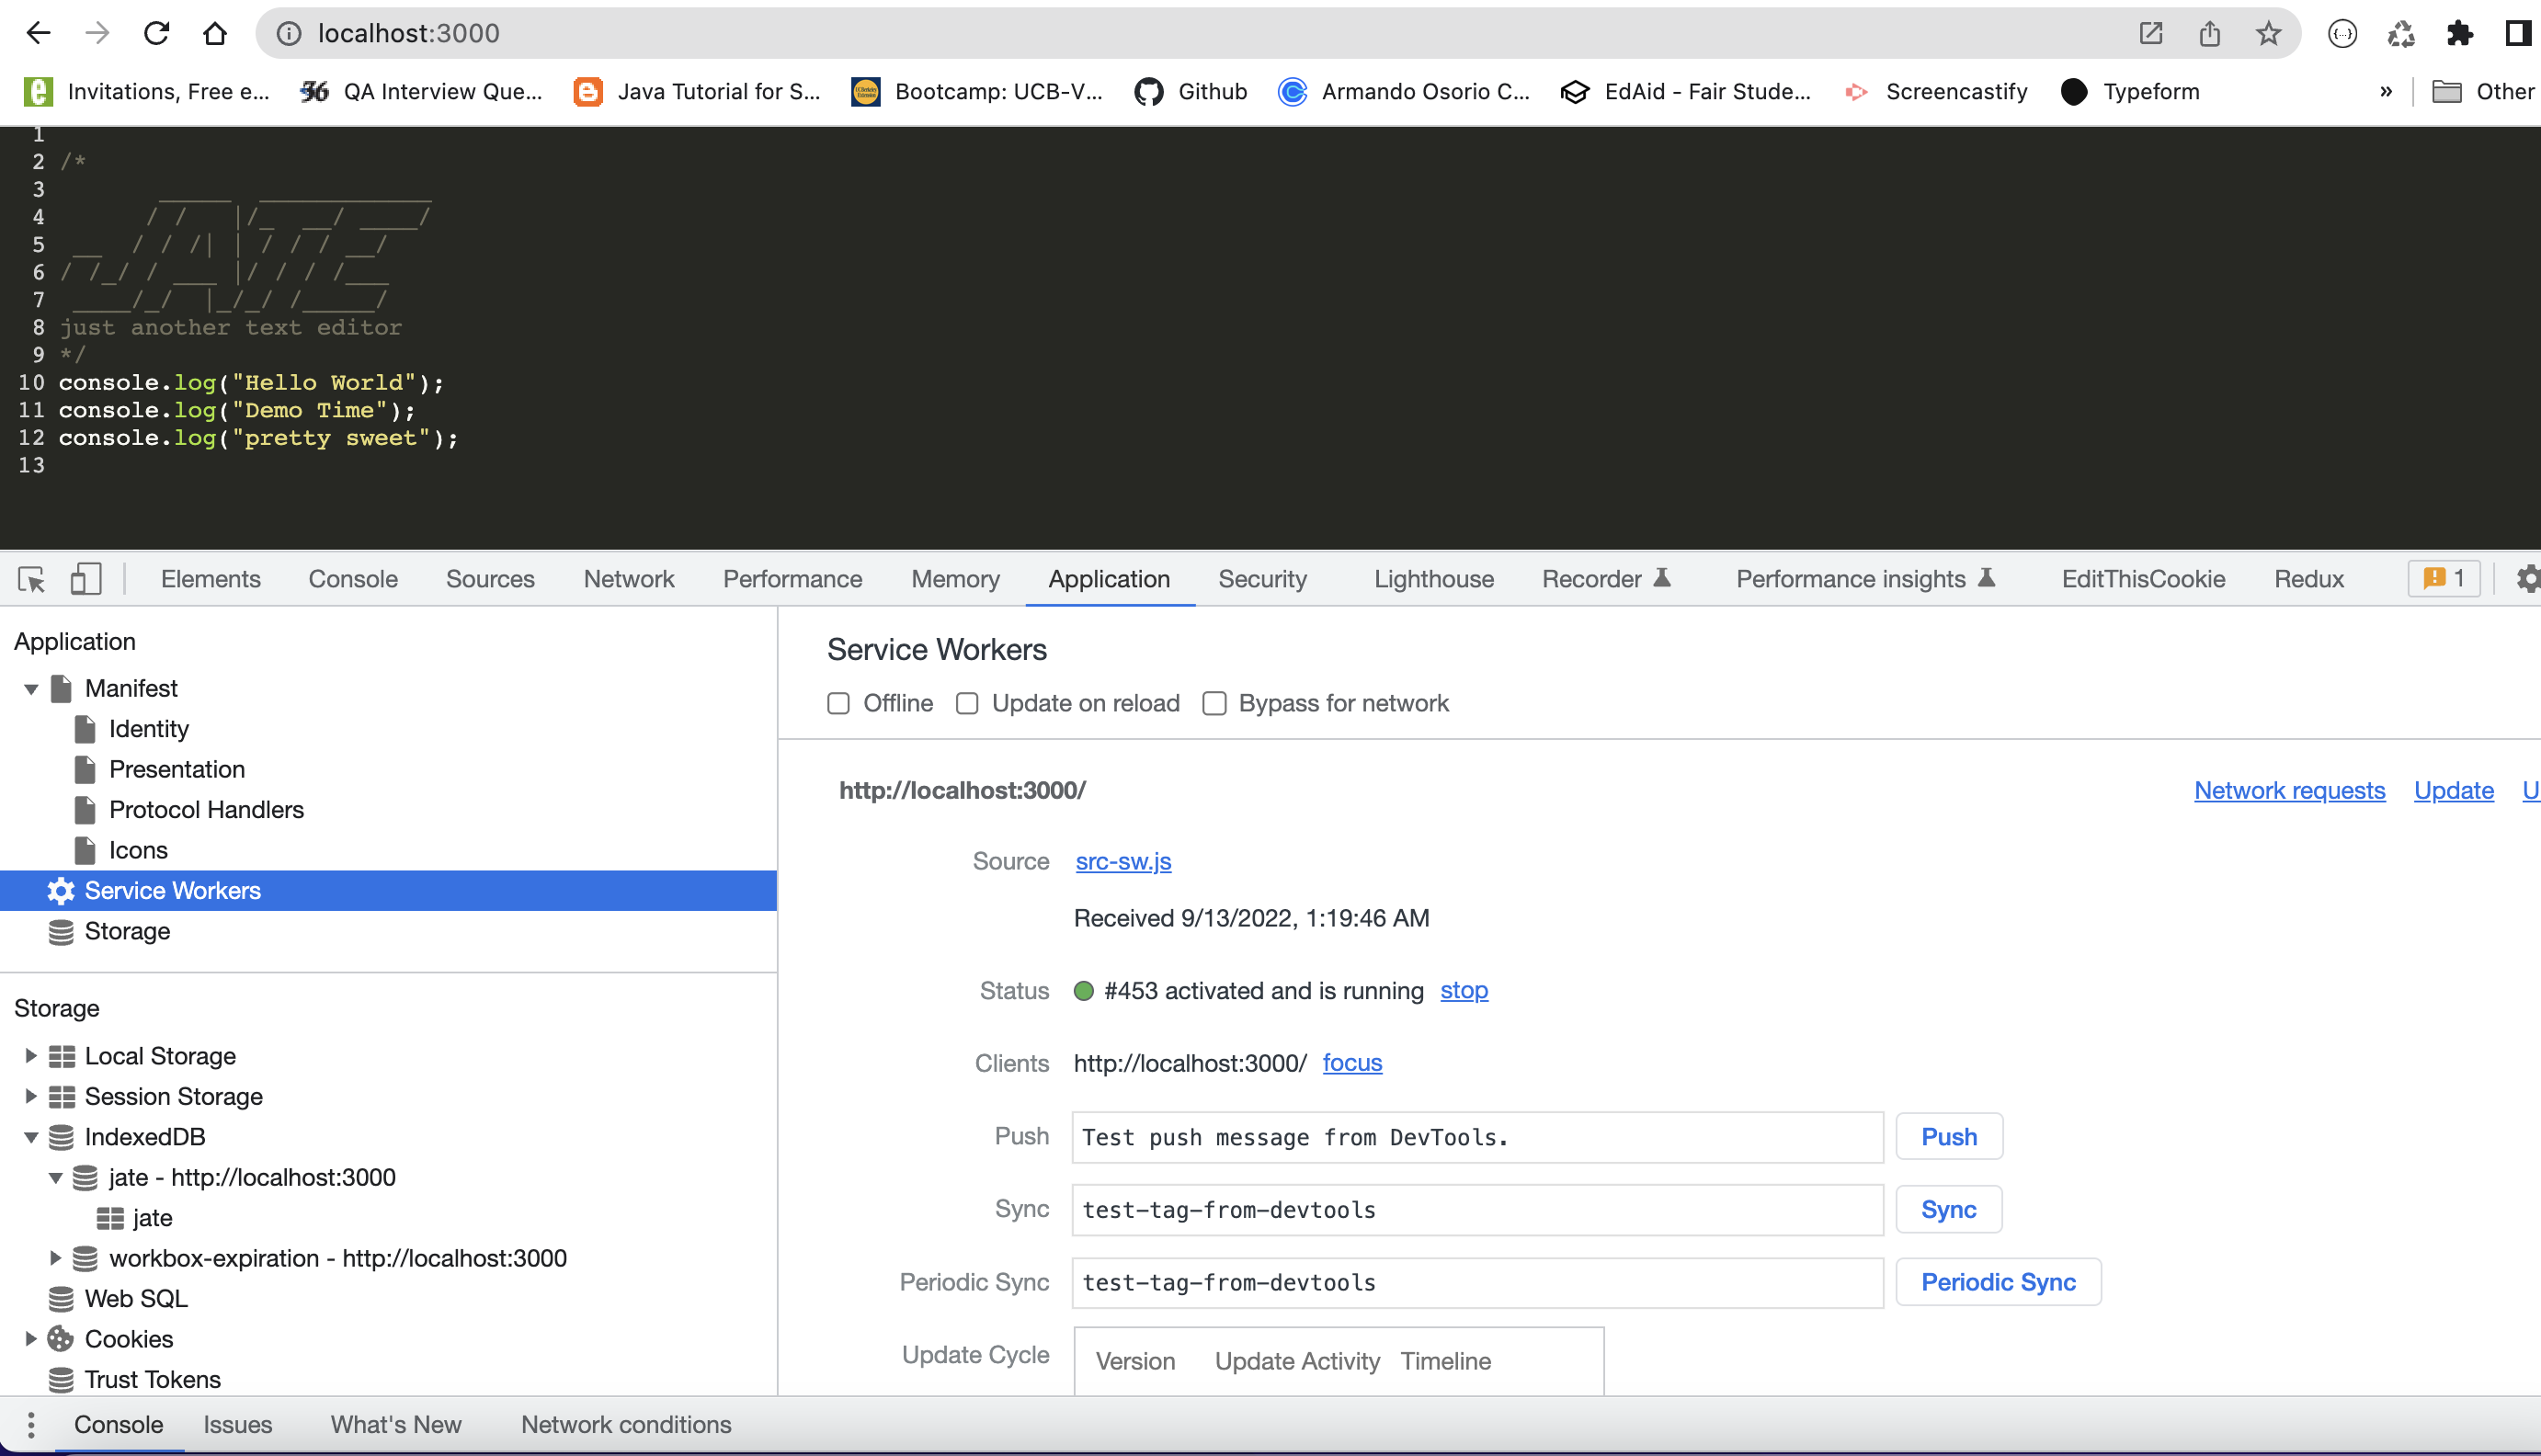 localhost:3000
Invitations, Free e... QA Interview Que... Java Tutorial for S... Bootcamp: UCB-V... Github Armando Osorio C... EdAid - Fair Stude... Screencastify Typeform » Other
1
2 /*
3
4
5
6
7
8 just another text editor
9 */
10 console.log("Hello World");
11 console.log("Demo Time");
12 console.log("pretty sweet");
13
Elements Console Sources Network Performance Memory Application Security Lighthouse Recorder Performance insights EditThisCookie Redux 1
Application
Manifest
Identity
Presentation
Protocol Handlers
Icons
Service Workers
Storage
Storage
Local Storage
Session Storage
IndexedDB
jate - http://localhost:3000
jate
workbox-expiration - http://localhost:3000
Web SQL
Cookies
Trust Tokens
Service Workers
Offline Update on reload Bypass for network
http://localhost:3000/ Network requests Update U
Source src-sw.js
Received 9/13/2022, 1:19:46 AM
Status #453 activated and is running stop
Clients http://localhost:3000/ focus
Push Test push message from DevTools. Push
Sync test-tag-from-devtools Sync
Periodic Sync test-tag-from-devtools Periodic Sync
Update Cycle Version Update Activity Timeline
Console Issues What's New Network conditions